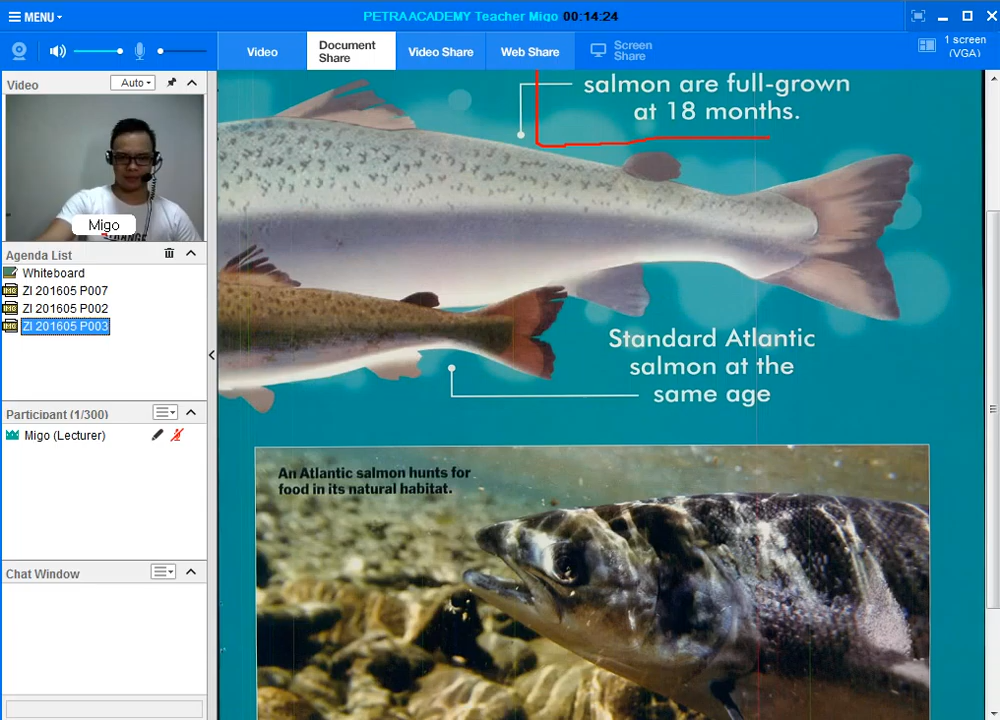 MENU
PETRAACADEMY Teacher Migo 00:14:24
Video
Document Share
Video Share
Web Share
Screen Share
1 screen (VGA)
Video
Auto
Migo
Agenda List
Whiteboard
ZI 201605 P007
ZI 201605 P002
ZI 201605 P003
Participant (1/300)
Migo (Lecturer)
Chat Window
salmon are full-grown
at 18 months.
Standard Atlantic
salmon at the
same age
An Atlantic salmon hunts for
food in its natural habitat.